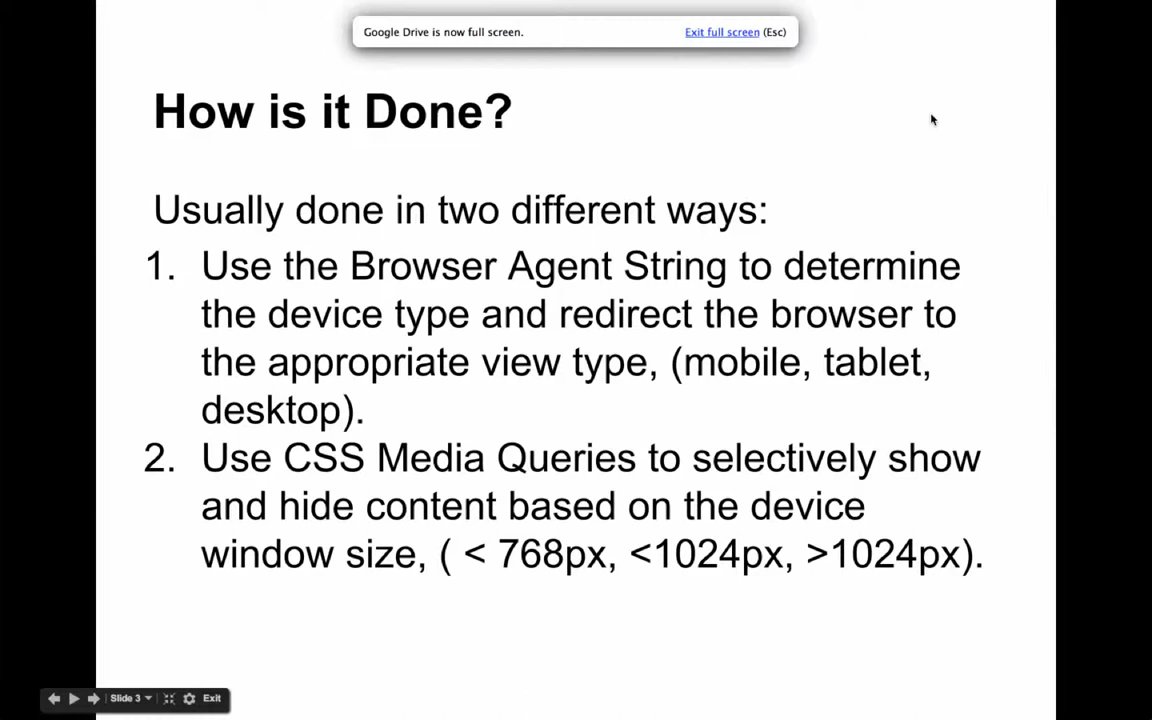 Google Drive is now full screen. Exit full screen (Esc)
How is it Done?
Usually done in two different ways:
1. Use the Browser Agent String to determine
the device type and redirect the browser to
the appropriate view type, (mobile, tablet,
desktop).
2. Use CSS Media Queries to selectively show
and hide content based on the device
window size, ( < 768px, <1024px, >1024px).
Slide 3 Exit